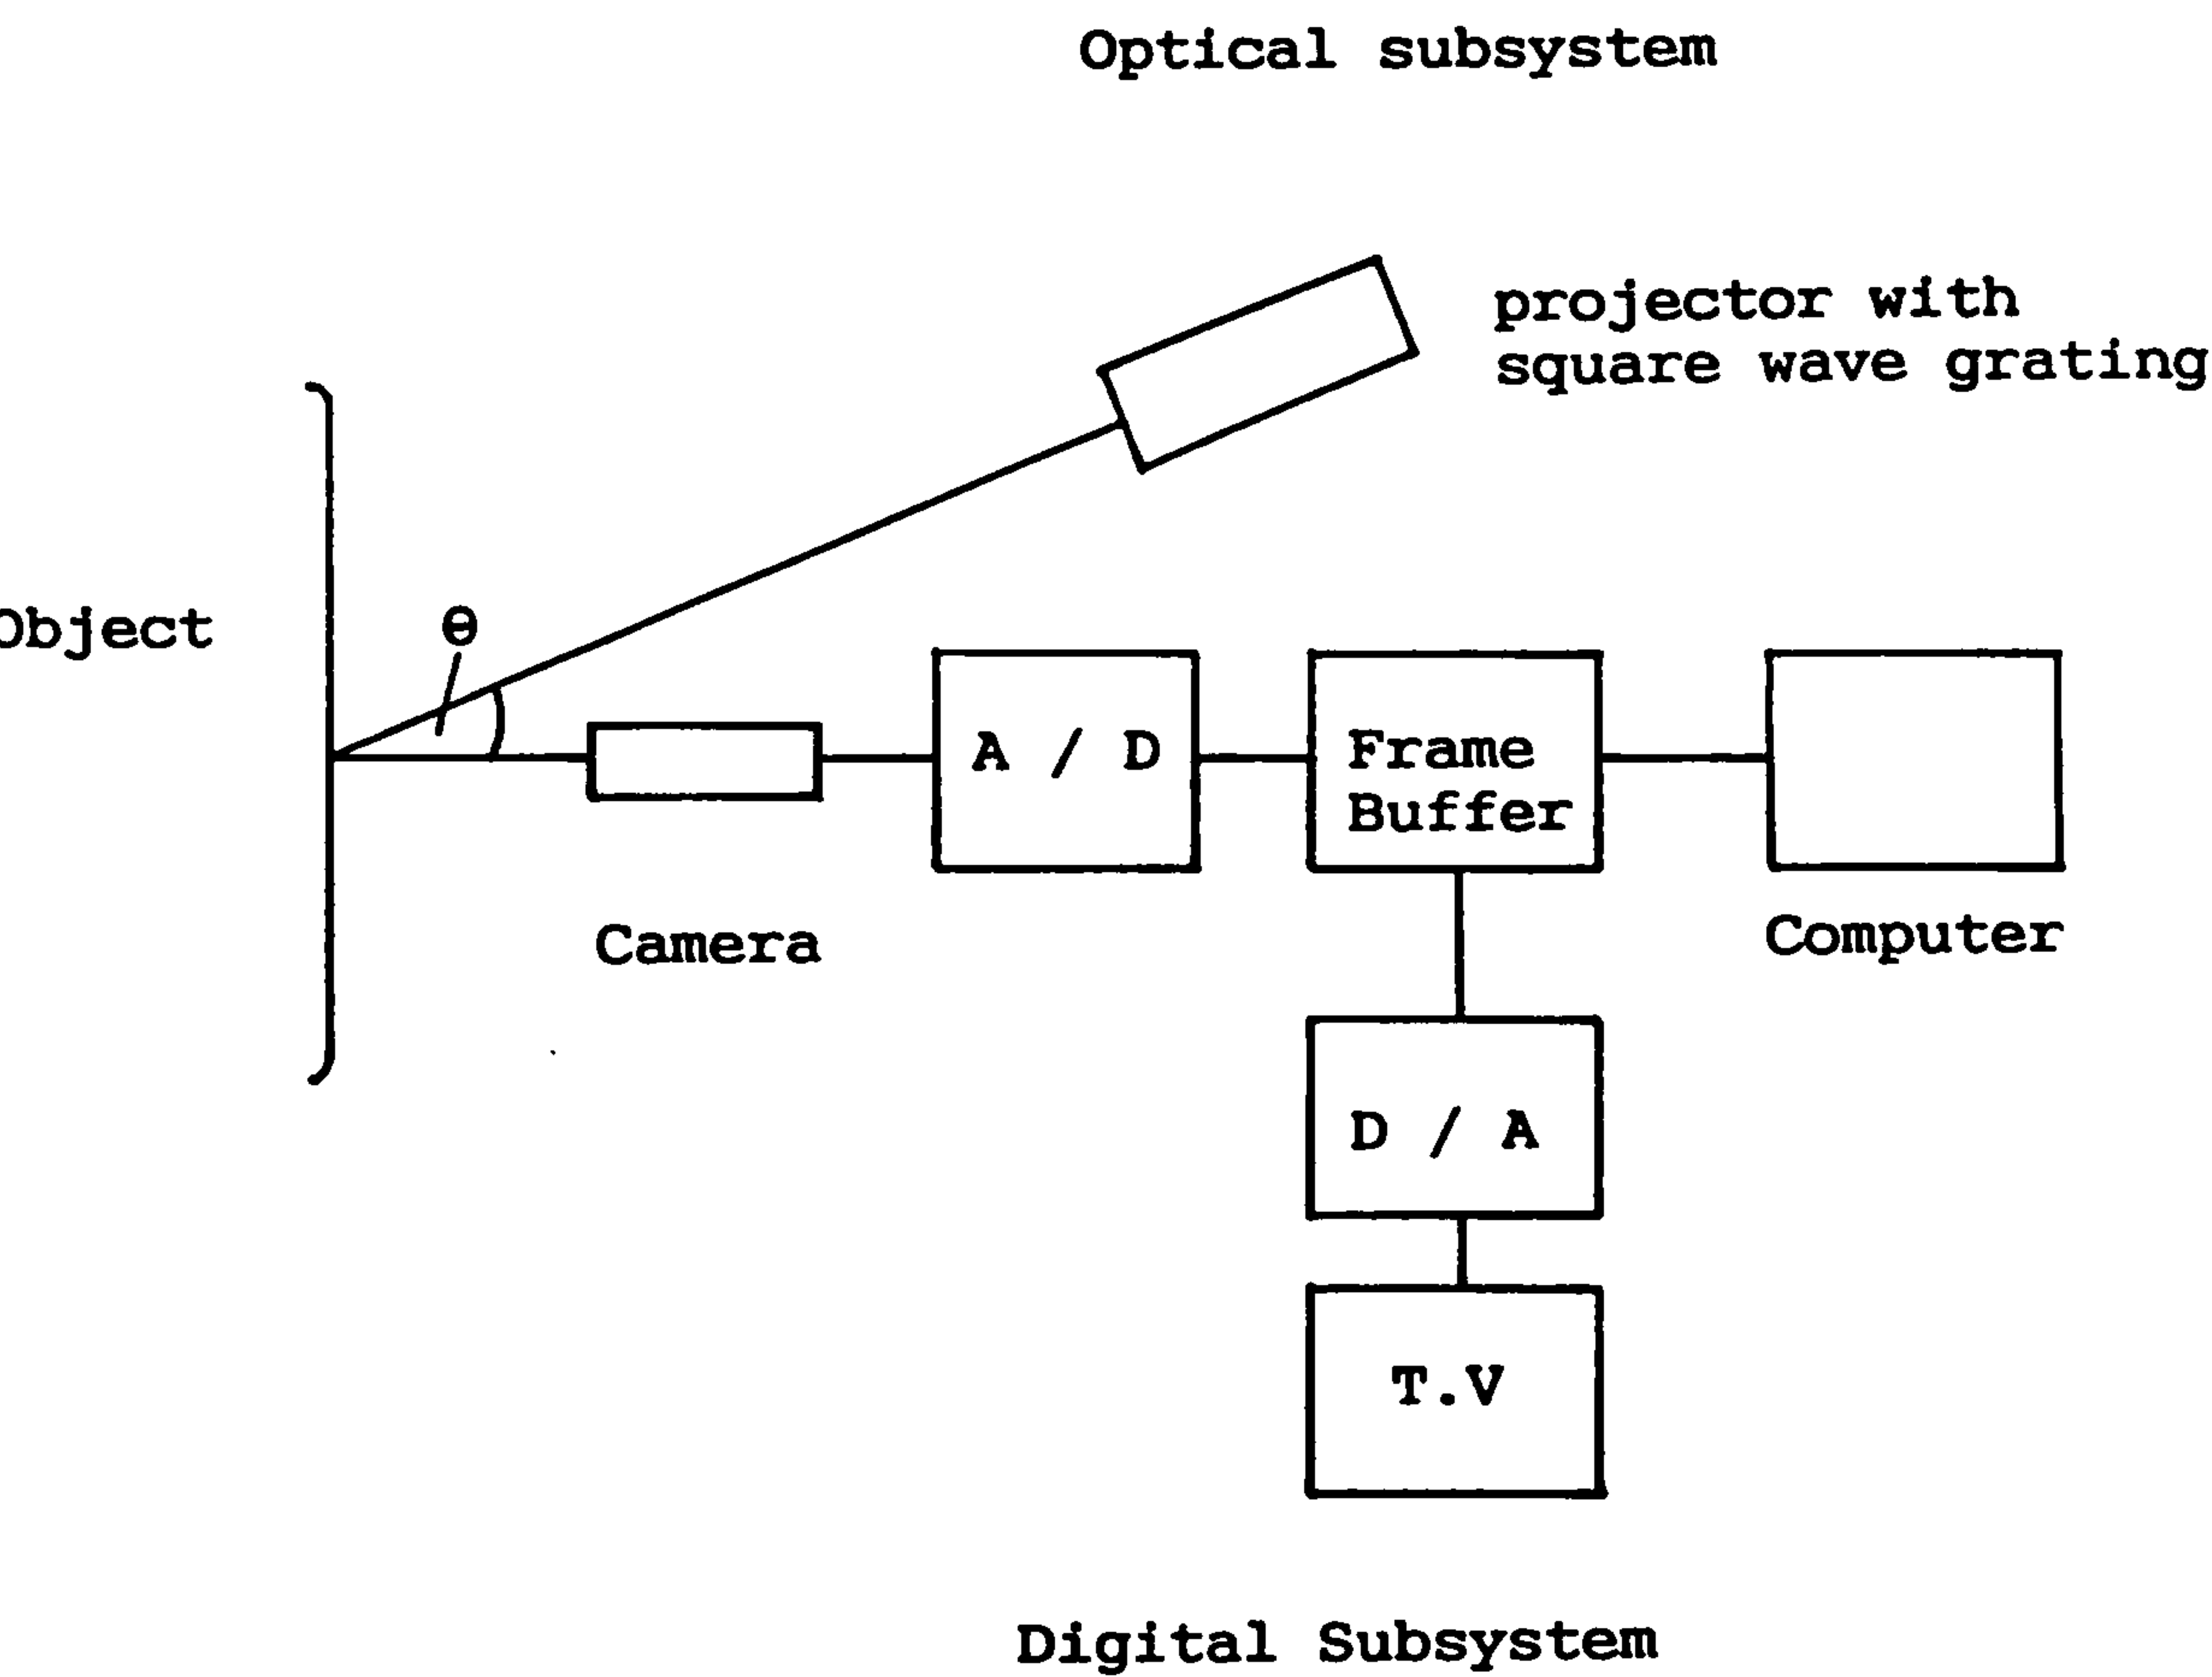 Optical subsystem
projector with
square wave grating
Object
θ
A / D
Frame
Buffer
Camera
Computer
D / A
T.V
Digital Subsystem